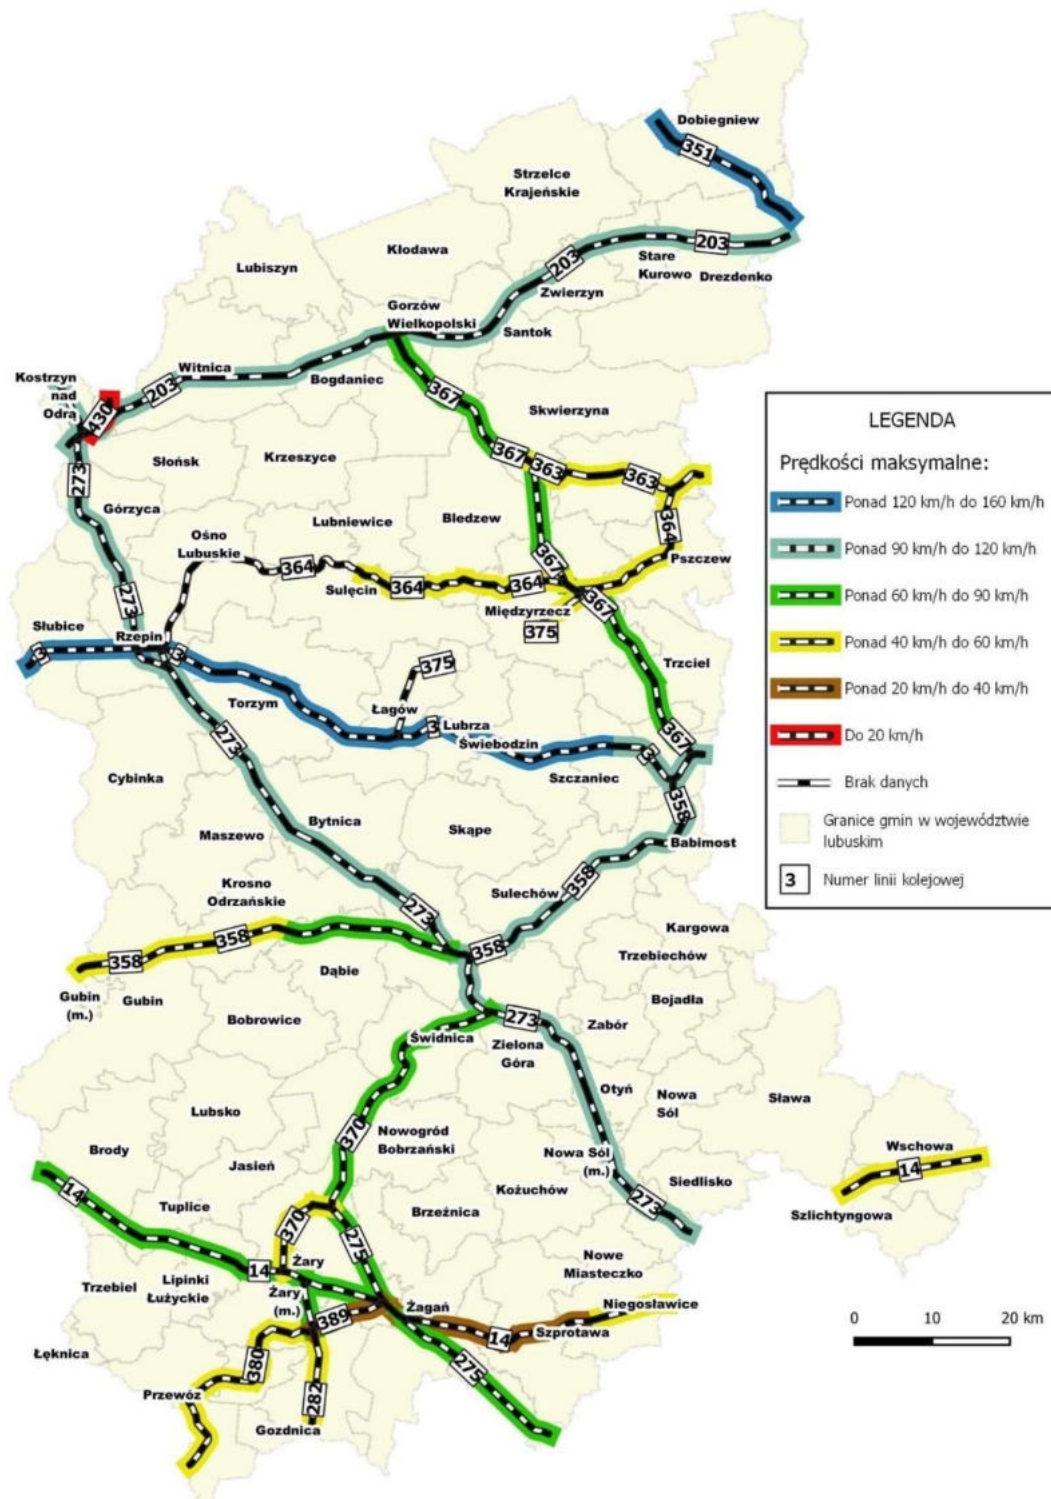 Dobiegniew
351
Strzelce
Krajeńskie
203
Stare
Kurowo
Drezdenko
203
Kłodawa
Lubiszyn
Zwierzyn
Gorzów
Wielkopolski
Santok
Kostrzyn
nad
Odrą
Witnica
203
430
Bogdaniec
367
Skwierzyna
367
363
363
273
Słońsk
Krzeszyce
Górzyca
Lubniewice
Bledzew
364
Ośno
Lubuskie
364
Sulęcin
364
364
367
Pszczew
273
Międzyrzecz
367
375
Słubice
Rzepin
3
3
Trzciel
375
Torzym
Łagów
3
Lubrza
Świebodzin
367
273
3
Cybinka
Szczaniec
358
Bytnica
Maszewo
Skąpe
Babimost
Krosno
Odrzańskie
Sulechów
358
273
358
358
358
Kargowa
Trzebiechów
Dąbie
Gubin
(m.)
Gubin
Bojadła
Bobrowice
Świdnica
273
Zabór
Zielona
Góra
Otyń
Nowa
Sól
Sława
Lubsko
Nowogród
Bobrzański
370
Brody
Jasień
Nowa Sól
(m.)
Wschowa
14
14
Kożuchów
Siedlisko
273
Tuplice
Brzeźnica
Szlichtyngowa
370
275
Żary
Nowe
Miasteczko
Trzebiel
Lipinki
Łużyckie
14
Żary
(m.)
389
Żagań
Niegosławice
14
Szprotawa
Łęknica
380
275
Przewóz
282
Gozdnica
LEGENDA
Prędkości maksymalne:
Ponad 120 km/h do 160 km/h
Ponad 90 km/h do 120 km/h
Ponad 60 km/h do 90 km/h
Ponad 40 km/h do 60 km/h
Ponad 20 km/h do 40 km/h
Do 20 km/h
Brak danych
Granice gmin w województwie
lubuskim
3 Numer linii kolejowej
0 10 20 km